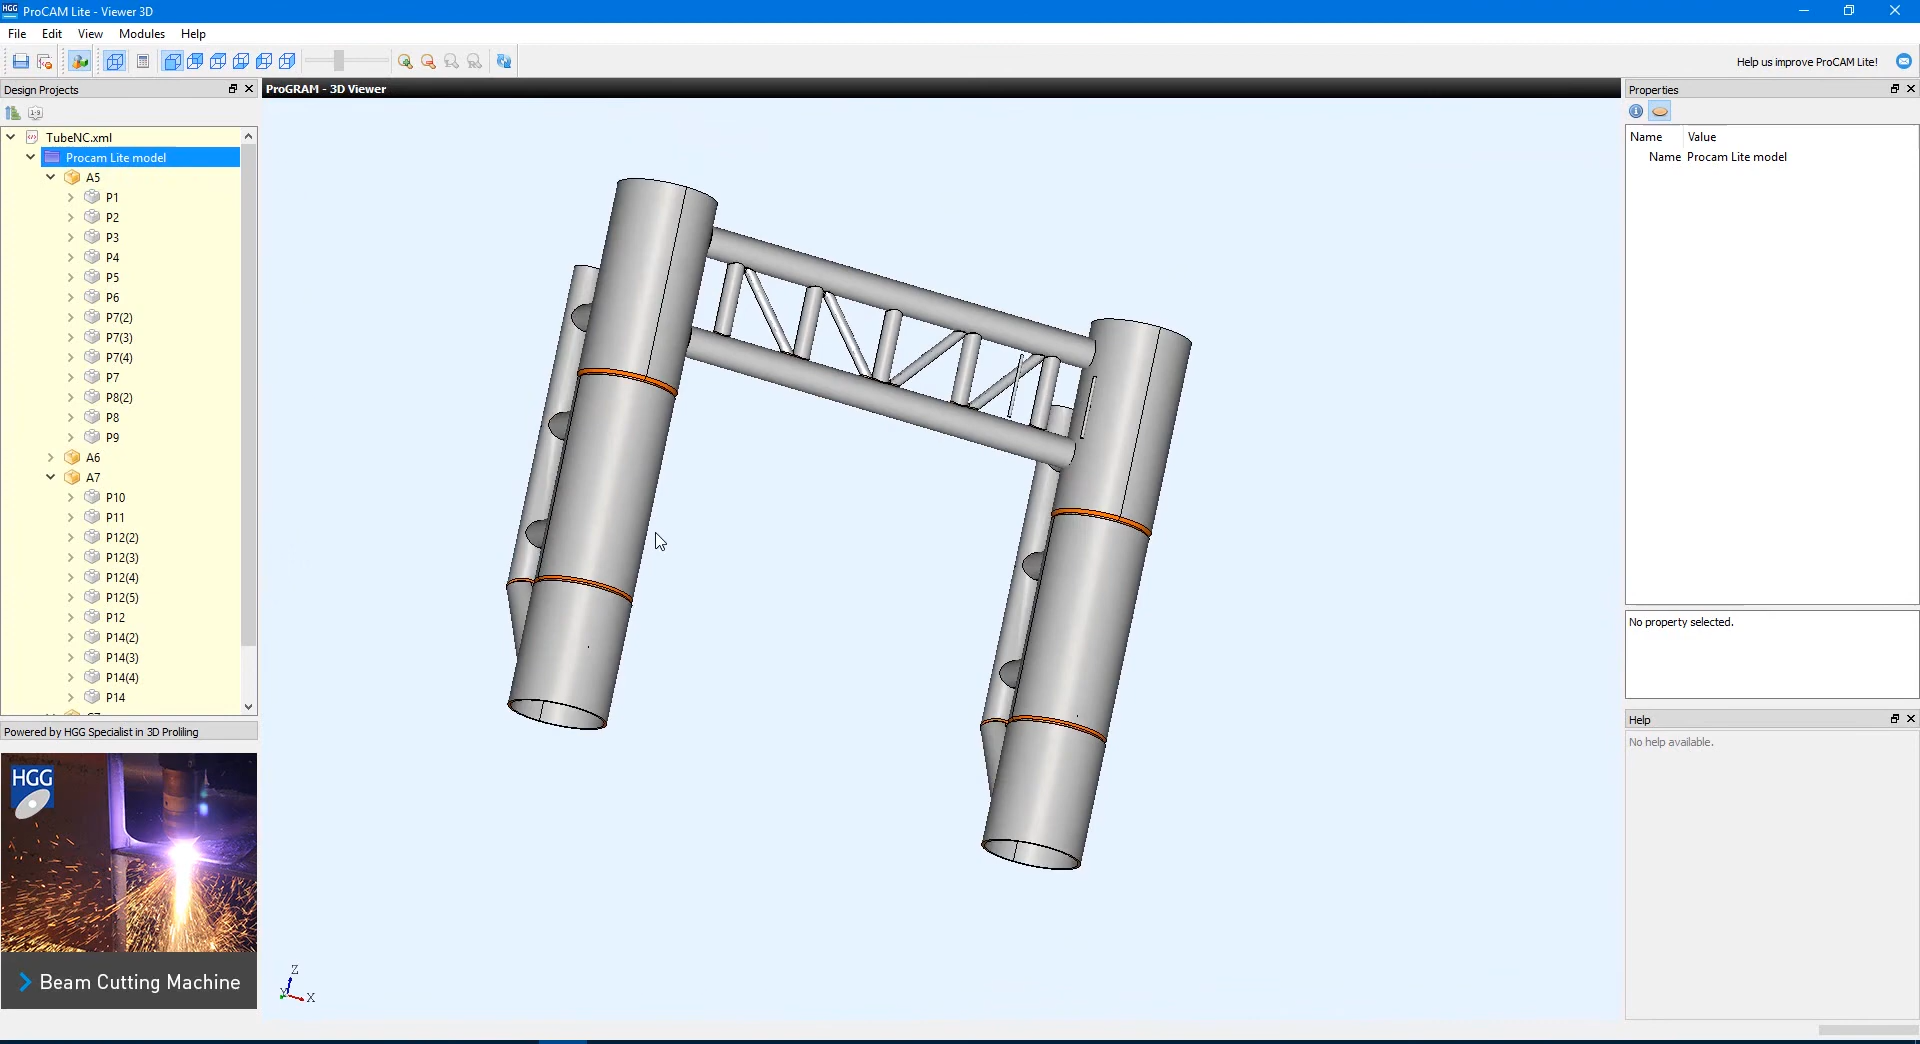 HGG ProCAM Lite - Viewer 3D
File Edit View Modules Help
Help us improve ProCAM Lite!
Design Projects
ProGRAM - 3D Viewer
Properties
1-9
TubeNC.xml
Name Value
Procam Lite model
Name Procam Lite model
A5
P1
P2
P3
P4
P5
P6
P7(2)
P7(3)
P7(4)
P7
P8(2)
P8
P9
A6
A7
P10
P11
P12(2)
P12(3)
P12(4)
P12(5)
P12
P14(2)
P14(3)
P14(4)
P14
No property selected.
Help
No help available.
Powered by HGG Specialist in 3D Proliling
HGG
Beam Cutting Machine
Z
Y
X